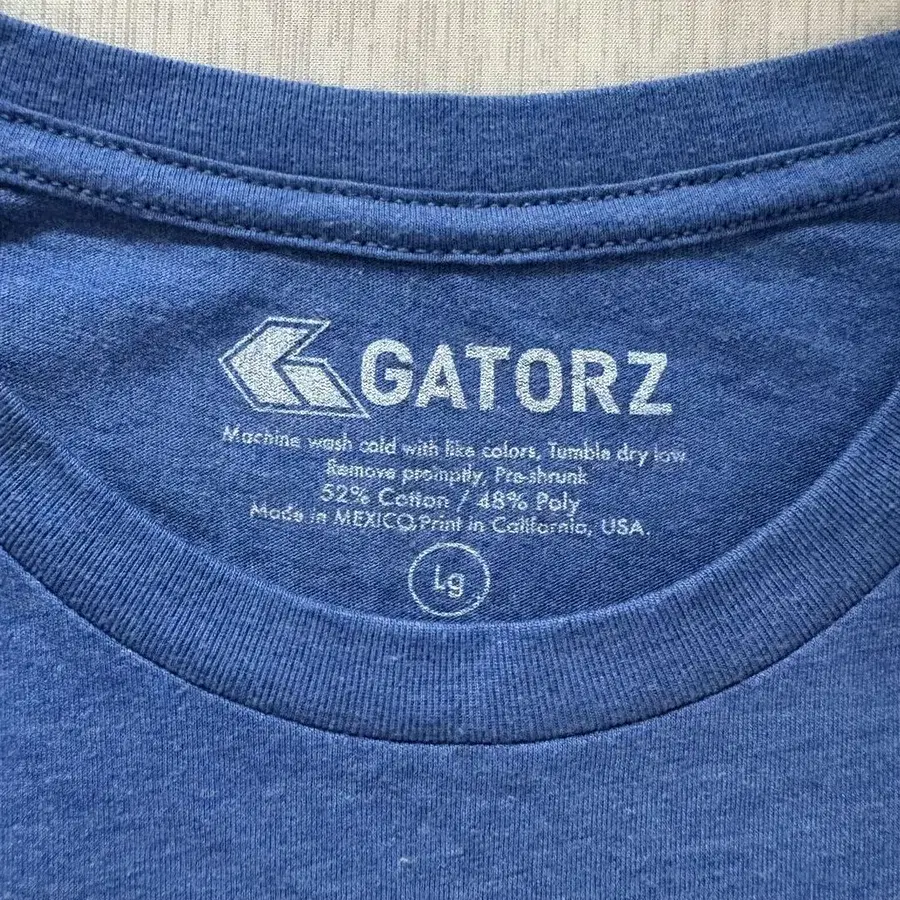 GATORZ
Machine wash cold with like colors, Tumble dry low
Remove promptly, Pre-shrunk
52% Cotton / 48% Poly
Made in MEXICO,Print in California, USA.
Lg